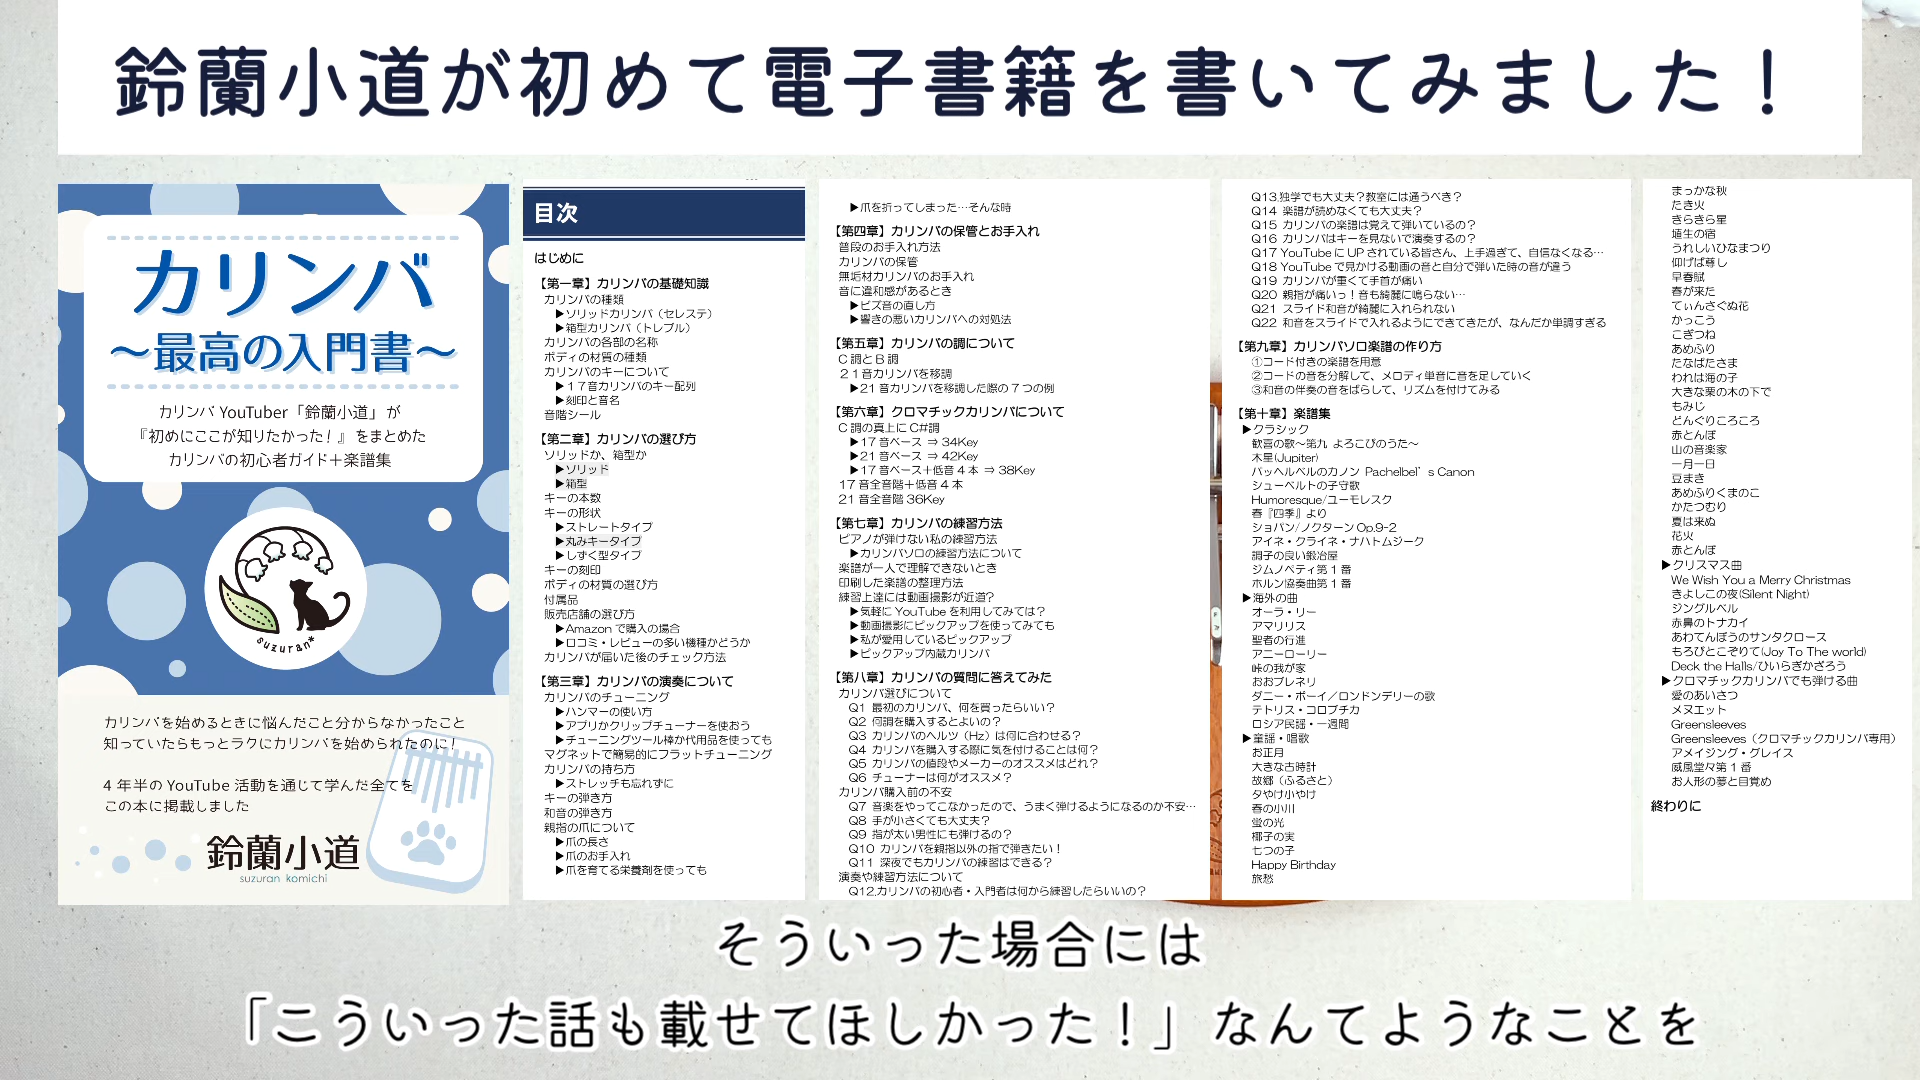 鈴蘭小道が初めて電子書籍を書いてみました！
カリンバ
～最高の入門書～
カリンバ YouTuber「鈴蘭小道」が
『初めにここが知りたかった！』をまとめた
カリンバの初心者ガイド＋楽譜集
suzuran*
カリンバを始めるときに悩んだこと分からなかったこと
知っていたらもっとラクにカリンバを始められたのに！
4 年半の YouTube 活動を通じて学んだ全てを
この本に掲載しました
鈴蘭小道
suzuran komichi
目次
はじめに
【第一章】カリンバの基礎知識
カリンバの種類
▶ソリッドカリンバ（セレステ）
▶箱型カリンバ（トレブル）
カリンバの各部の名称
ボディの材質の種類
カリンバのキーについて
▶１７音カリンバのキー配列
▶刻印と音名
音階シール
【第二章】カリンバの選び方
ソリッドか、箱型か
▶ソリッド
▶箱型
キーの本数
キーの形状
▶ストレートタイプ
▶丸みキータイプ
▶しずく型タイプ
キーの刻印
ボディの材質の選び方
付属品
販売店舗の選び方
▶Amazon で購入の場合
▶口コミ・レビューの多い機種かどうか
カリンバが届いた後のチェック方法
【第三章】カリンバの演奏について
カリンバのチューニング
▶ハンマーの使い方
▶アプリかクリップチューナーを使おう
▶チューニングツール棒か代用品を使っても
マグネットで簡易的にフラットチューニング
カリンバの持ち方
▶ストレッチも忘れずに
キーの弾き方
和音の弾き方
親指の爪について
▶爪の長さ
▶爪のお手入れ
▶爪を育てる栄養剤を使っても
▶爪を折ってしまった…そんな時
【第四章】カリンバの保管とお手入れ
普段のお手入れ方法
カリンバの保管
無垢材カリンバのお手入れ
音に違和感があるとき
▶ビズ音の直し方
▶響きの悪いカリンバへの対処法
【第五章】カリンバの調について
C 調と B 調
２１音カリンバを移調
▶21 音カリンバを移調した際の 7 つの例
【第六章】クロマチックカリンバについて
C 調の真上に C#調
▶17 音ベース ⇒ 34Key
▶21 音ベース ⇒ 42Key
▶17 音ベース＋低音 4 本 ⇒ 38Key
17 音全音階＋低音 4 本
21 音全音階 36Key
【第七章】カリンバの練習方法
ピアノが弾けない私の練習方法
▶カリンバソロの練習方法について
楽譜が一人で理解できないとき
印刷した楽譜の整理方法
練習上達には動画撮影が近道?
▶気軽に YouTube を利用してみては？
▶動画撮影にピックアップを使ってみても
▶私が愛用しているピックアップ
▶ピックアップ内蔵カリンバ
【第八章】カリンバの質問に答えてみた
カリンバ選びについて
Q1 最初のカリンバ、何を買ったらいい？
Q2 何調を購入するとよいの？
Q3 カリンバのヘルツ（Hz）は何に合わせる？
Q4 カリンバを購入する際に気を付けることは何？
Q5 カリンバの値段やメーカーのオススメはどれ？
Q6 チューナーは何がオススメ？
カリンバ購入前の不安
Q7 音楽をやってこなかったので、うまく弾けるようになるのか不安…
Q8 手が小さくても大丈夫？
Q9 指が太い男性にも弾けるの？
Q10 カリンバを親指以外の指で弾きたい！
Q11 深夜でもカリンバの練習はできる？
演奏や練習方法について
Q12.カリンバの初心者・入門者は何から練習したらいいの？
Q13.独学でも大丈夫？教室には通うべき？
Q14 楽譜が読めなくても大丈夫？
Q15 カリンバの楽譜は覚えて弾いているの？
Q16 カリンバはキーを見ないで演奏するの？
Q17 YouTube に UP されている皆さん、上手過ぎて、自信なくなる…
Q18 YouTube で見かける動画の音と自分で弾いた時の音が違う
Q19 カリンバが重くて手首が痛い
Q20 親指が痛いっ！音も綺麗に鳴らない…
Q21 スライド和音が綺麗に入れられない
Q22 和音をスライドで入れるようにできてきたが、なんだか単調すぎる
【第九章】カリンバソロ楽譜の作り方
①コード付きの楽譜を用意
②コードの音を分解して、メロディ単音に音を足していく
③和音の伴奏の音をばらして、リズムを付けてみる
【第十章】楽譜集
▶クラシック
歓喜の歌～第九 よろこびのうた～
木星(Jupiter)
パッヘルベルのカノン Pachelbel’s Canon
シューベルトの子守歌
Humoresque/ユーモレスク
春『四季』より
ショパン/ノクターン Op.9-2
アイネ・クライネ・ナハトムジーク
調子の良い鍛冶屋
ジムノペティ第 1 番
ホルン協奏曲第 1 番
▶海外の曲
オーラ・リー
アマリリス
聖者の行進
アニーローリー
峠の我が家
おおブレネリ
ダニー・ボーイ／ロンドンデリーの歌
テトリス・コロブチカ
ロシア民謡・一週間
▶童謡・唱歌
お正月
大きな古時計
故郷（ふるさと）
夕やけ小やけ
春の小川
蛍の光
椰子の実
七つの子
Happy Birthday
旅愁
まっかな秋
たき火
きらきら星
埴生の宿
うれしいひなまつり
仰げば尊し
早春賦
春が来た
てぃんさぐぬ花
かっこう
こぎつね
あめふり
たなばたさま
われは海の子
大きな栗の木の下で
もみじ
どんぐりころころ
赤とんぼ
山の音楽家
一月一日
豆まき
あめふりくまのこ
かたつむり
夏は来ぬ
花火
赤とんぼ
▶クリスマス曲
We Wish You a Merry Christmas
きよしこの夜(Silent Night)
ジングルベル
赤鼻のトナカイ
あわてんぼうのサンタクロース
もろびとこぞりて(Joy To The world)
Deck the Halls/ひいらぎかざろう
▶クロマチックカリンバでも弾ける曲
愛のあいさつ
メヌエット
Greensleeves
Greensleeves（クロマチックカリンバ専用）
アメイジング・グレイス
威風堂々第 1 番
お人形の夢と目覚め
終わりに
そういった場合には
「こういった話も載せてほしかった！」なんてようなことを